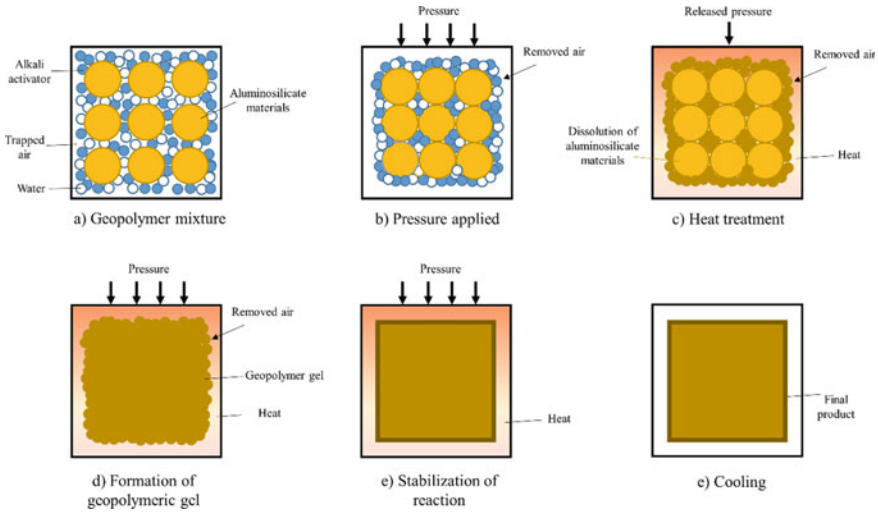 Alkali
activator
Aluminosilicate
materials
Trapped
air
Water
a) Geopolymer mixture
Pressure
Removed air
b) Pressure applied
Released pressure
Removed air
Dissolution of
aluminosilicate
materials
Heat
c) Heat treatment
Pressure
Removed air
Geopolymer gel
Heat
d) Formation of
geopolymeric gel
Pressure
Heat
e) Stabilization of
reaction
Final
product
e) Cooling